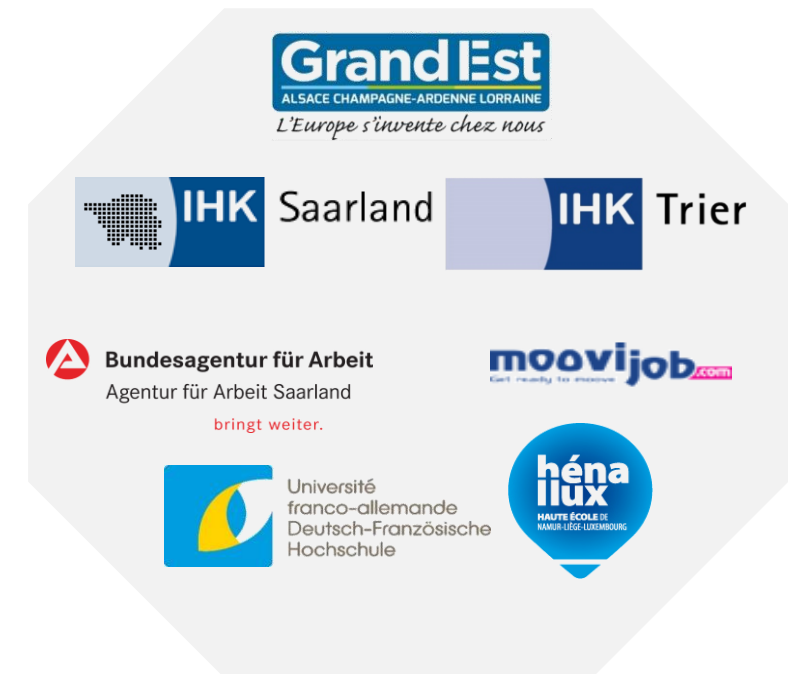 Grand Est
ALSACE CHAMPAGNE-ARDENNE LORRAINE
L'Europe s'invente chez nous
IHK Saarland
IHK Trier
Bundesagentur für Arbeit
Agentur für Arbeit Saarland
bringt weiter.
moovijob.com
Get ready to moove
Université
franco-allemande
Deutsch-Französische
Hochschule
héna
llux
HAUTE ÉCOLE DE
NAMUR-LIÈGE-LUXEMBOURG